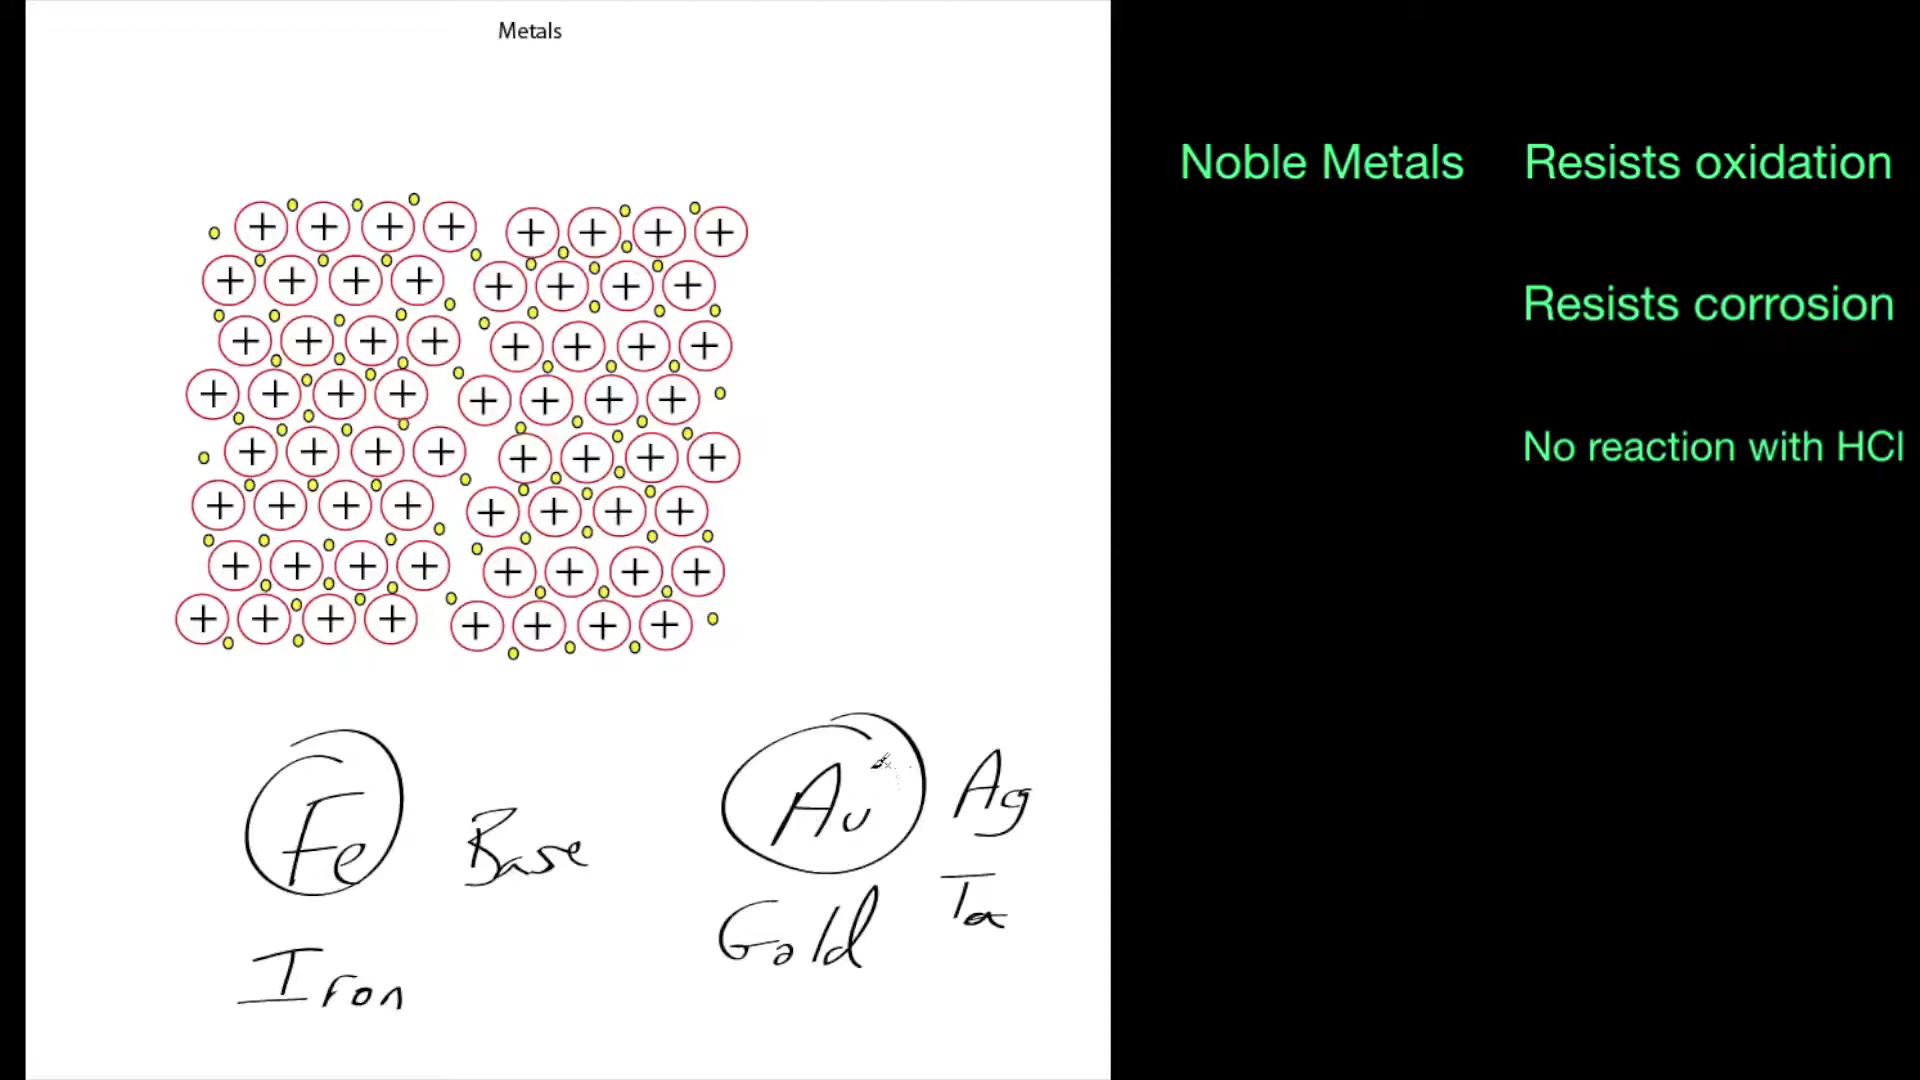 Metals
Noble Metals Resists oxidation
Resists corrosion
No reaction with HCl
+ + + + + + + +
+ + + + + + + +
+ + + + + + + +
+ + + + + + + +
+ + + + + + + +
+ + + + + + + +
+ + + + + + + +
+ + + + + + + +
Fe Base Au Ag
Gold Ta
Iron